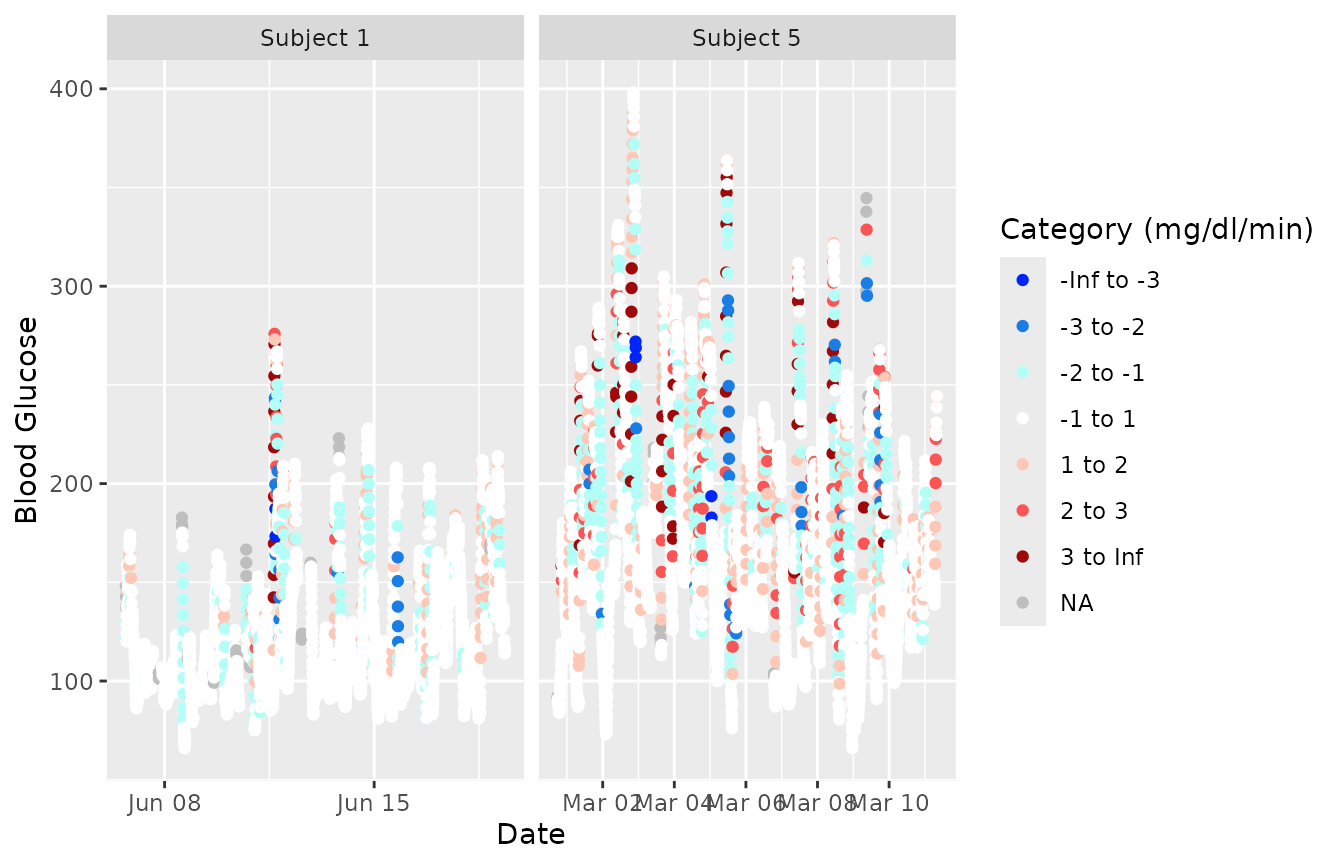 Subject 1
Subject 5
400
300
200
100
Blood Glucose
Jun 08
Jun 15
Mar 02
Mar 04
Mar 06
Mar 08
Mar 10
Date
Category (mg/dl/min)
-Inf to -3
-3 to -2
-2 to -1
-1 to 1
1 to 2
2 to 3
3 to Inf
NA